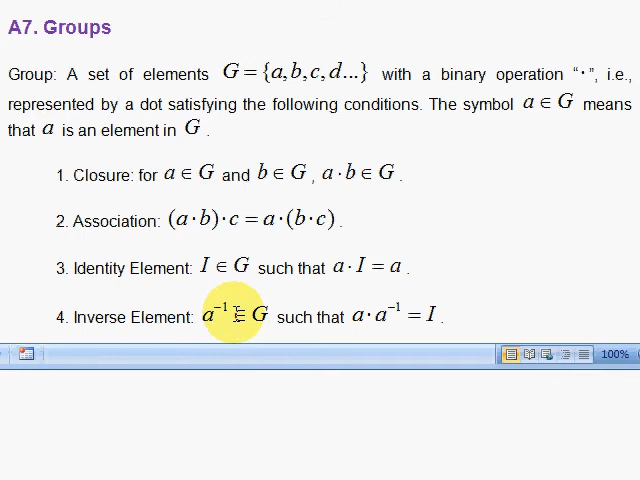 A7. Groups
Group: A set of elements G = {a, b, c, d...} with a binary operation “·”, i.e.,
represented by a dot satisfying the following conditions. The symbol a ∈ G means
that a is an element in G .
1. Closure: for a ∈ G and b ∈ G , a · b ∈ G .
2. Association: (a · b) · c = a · (b · c) .
3. Identity Element: I ∈ G such that a · I = a .
4. Inverse Element: a⁻¹ ∈ G such that a · a⁻¹ = I .
100%